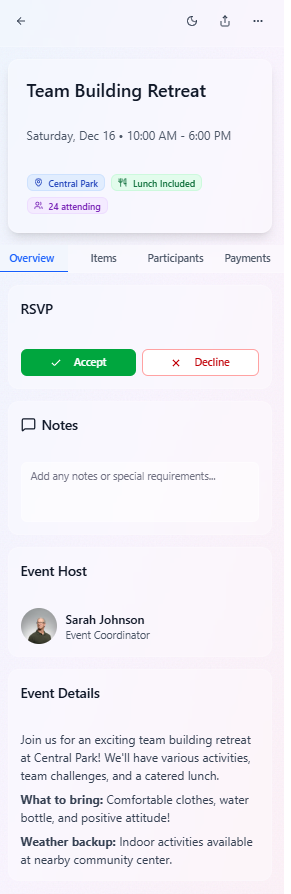 Team Building Retreat
Saturday, Dec 16 • 10:00 AM - 6:00 PM
Central Park
Lunch Included
24 attending
Overview
Items
Participants
Payments
RSVP
Accept
Decline
Notes
Add any notes or special requirements...
Event Host
Sarah Johnson
Event Coordinator
Event Details
Join us for an exciting team building retreat
at Central Park! We'll have various activities,
team challenges, and a catered lunch.
What to bring: Comfortable clothes, water
bottle, and positive attitude!
Weather backup: Indoor activities available
at nearby community center.